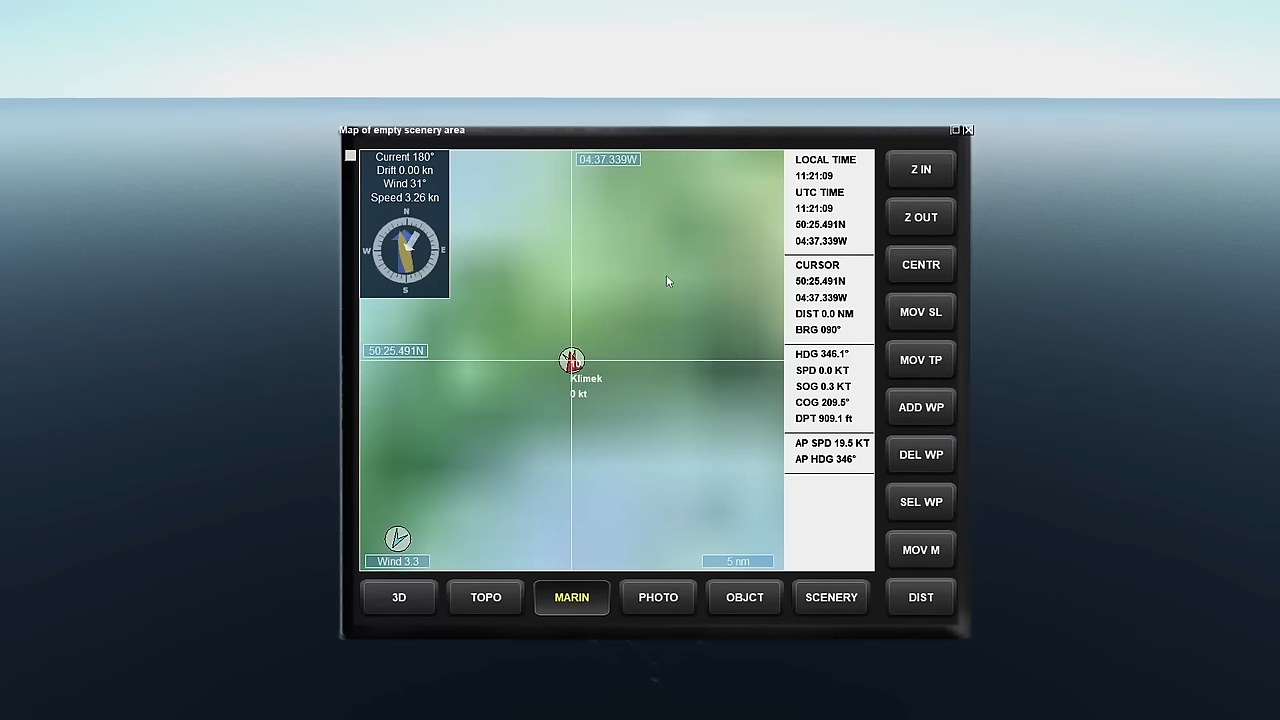 Map of empty scenery area
Current 180°
Drift 0.00 kn
Wind 31°
Speed 3.26 kn
N
W
E
S
04:37.339W
50:25.491N
Klimek
0 kt
Wind 3.3
5 nm
LOCAL TIME
11:21:09
UTC TIME
11:21:09
50:25.491N
04:37.339W
CURSOR
50:25.491N
04:37.339W
DIST 0.0 NM
BRG 090°
HDG 346.1°
SPD 0.0 KT
SOG 0.3 KT
COG 209.5°
DPT 909.1 ft
AP SPD 19.5 KT
AP HDG 346°
Z IN
Z OUT
CENTR
MOV SL
MOV TP
ADD WP
DEL WP
SEL WP
MOV M
3D
TOPO
MARIN
PHOTO
OBJCT
SCENERY
DIST